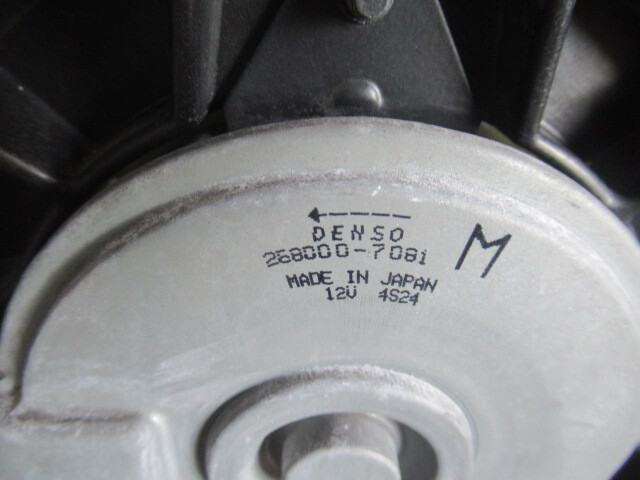 DENSO
268000-7081
MADE IN JAPAN
12V 4S24
M